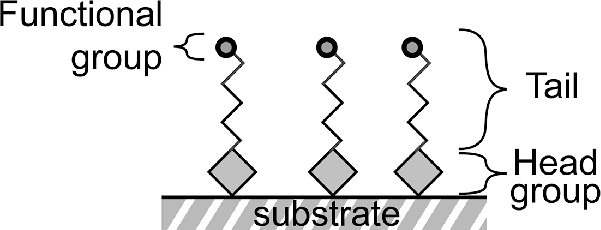 Functional
group
Tail
Head
group
substrate